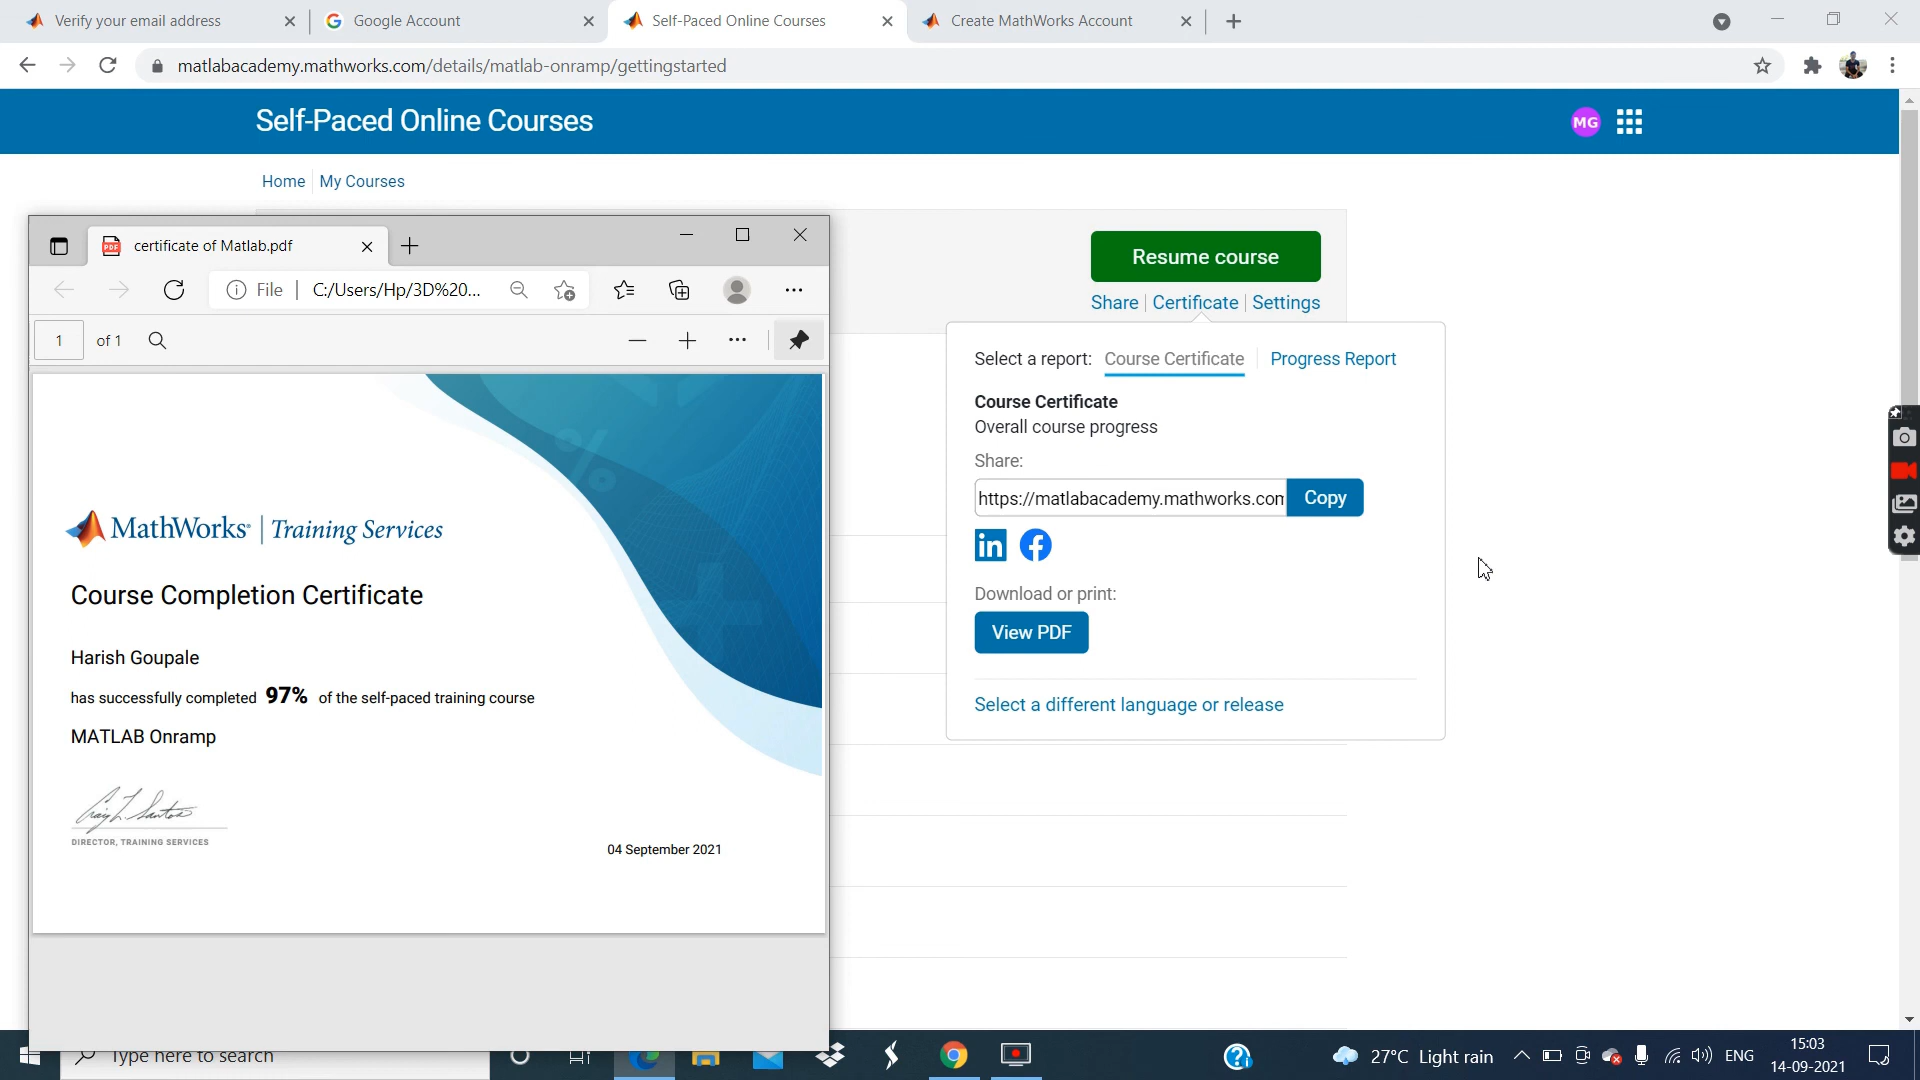 Verify your email address
Google Account
Self-Paced Online Courses
Create MathWorks Account
matlabacademy.mathworks.com/details/matlab-onramp/gettingstarted
Self-Paced Online Courses
MG
Home | My Courses
certificate of Matlab.pdf
File | C:/Users/Hp/3D%20...
1 of 1
MathWorks® | Training Services
Course Completion Certificate
Harish Goupale
has successfully completed 97% of the self-paced training course
MATLAB Onramp
DIRECTOR, TRAINING SERVICES
04 September 2021
Resume course
Share | Certificate | Settings
Select a report: Course Certificate | Progress Report
Course Certificate
Overall course progress
Share:
https://matlabacademy.mathworks.con
Copy
in f
Download or print:
View PDF
Select a different language or release
Type here to search
27°C Light rain
ENG
15:03
14-09-2021